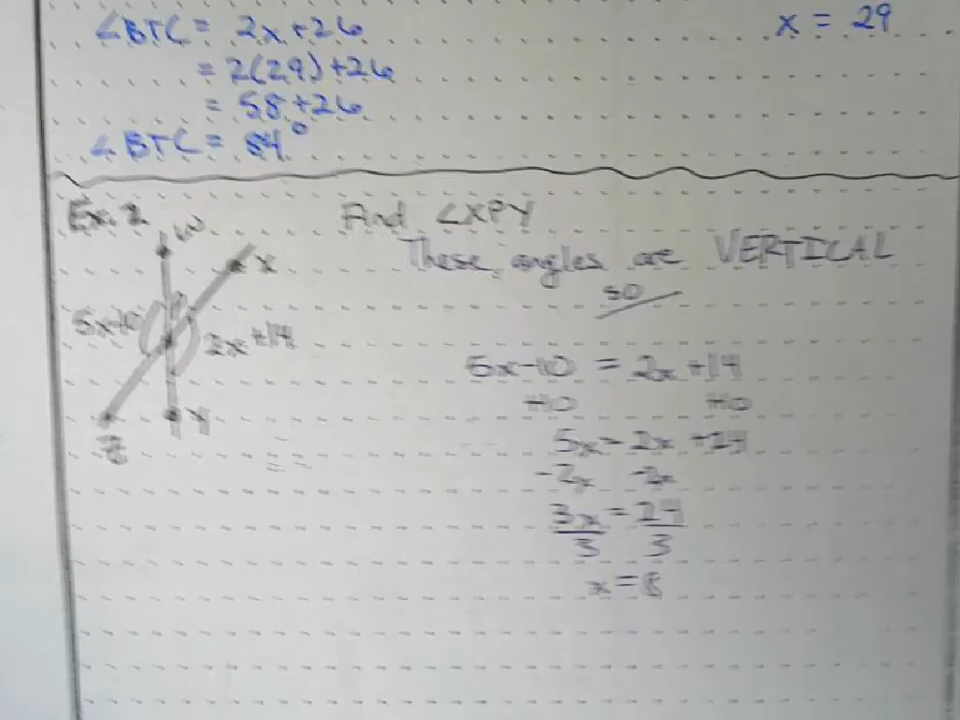 ∠BTC = 2x+26
x = 29
= 2(29)+26
= 58+26
∠BTC = 84°
Ex. 2
Find ∠XPY
W
These angles are VERTICAL
X
so
5x-10
2x+14
5x-10 = 2x+14
+10 +10
Y
5x = 2x +24
Z
-2x -2x
3x = 24
3 3
x = 8